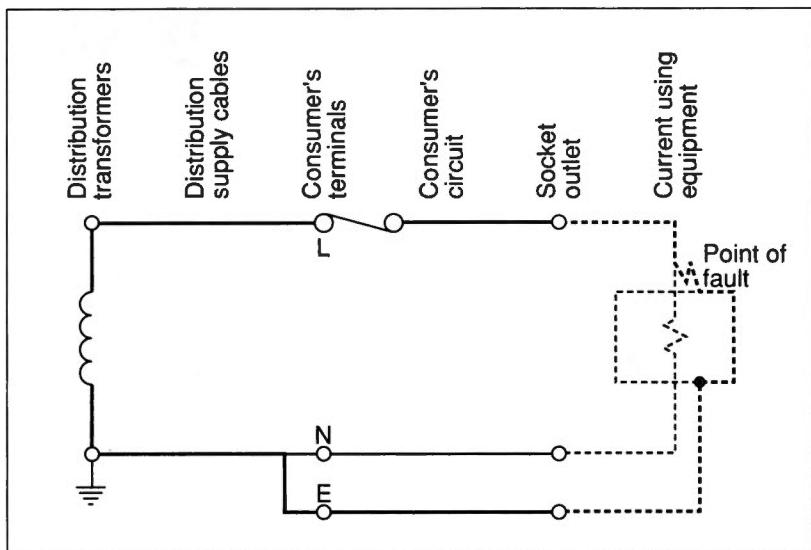 Distribution
transformers
Distribution
supply cables
Consumer's
terminals
Consumer's
circuit
Socket
outlet
Current using
equipment
L
Point of
fault
N
E